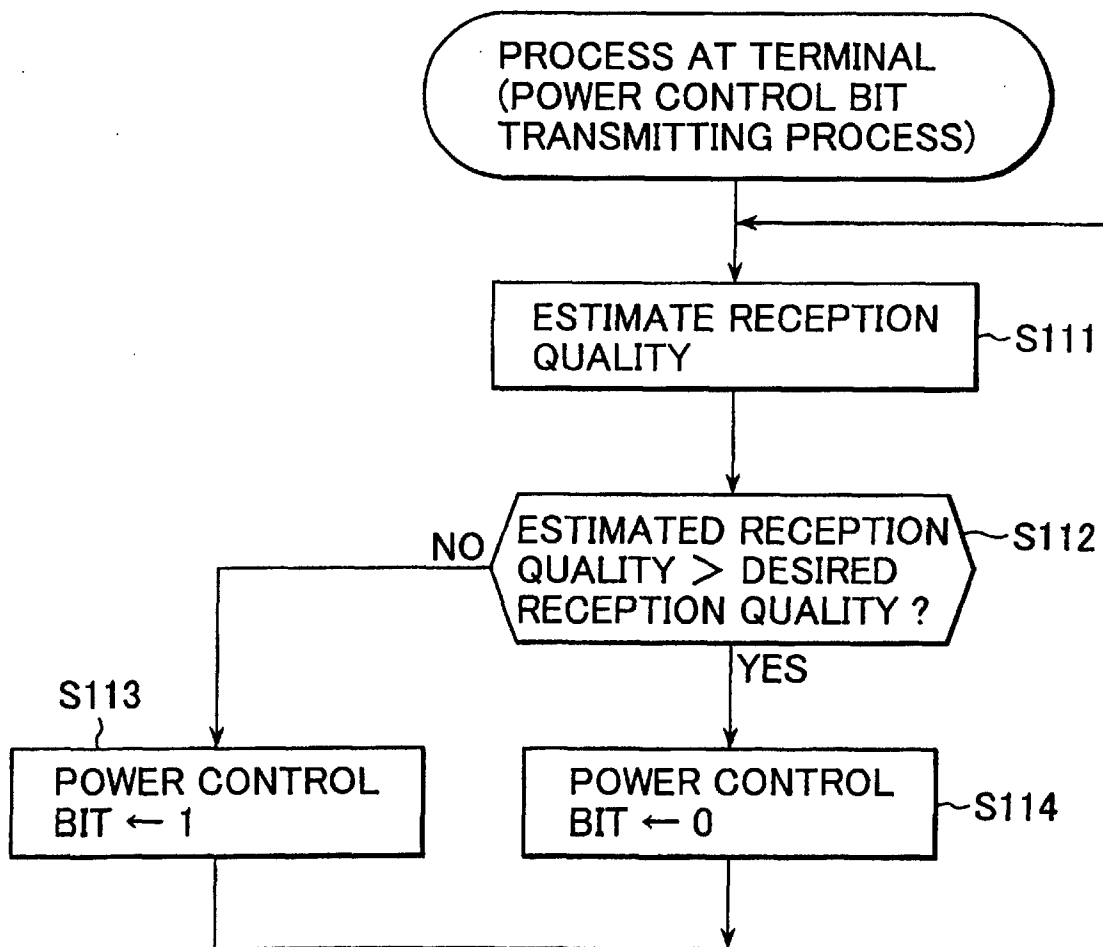 PROCESS AT TERMINAL
(POWER CONTROL BIT
TRANSMITTING PROCESS)
ESTIMATE RECEPTION
QUALITY
S111
ESTIMATED RECEPTION
QUALITY > DESIRED
RECEPTION QUALITY ?
S112
NO
YES
S113
POWER CONTROL
BIT ← 1
POWER CONTROL
BIT ← 0
S114